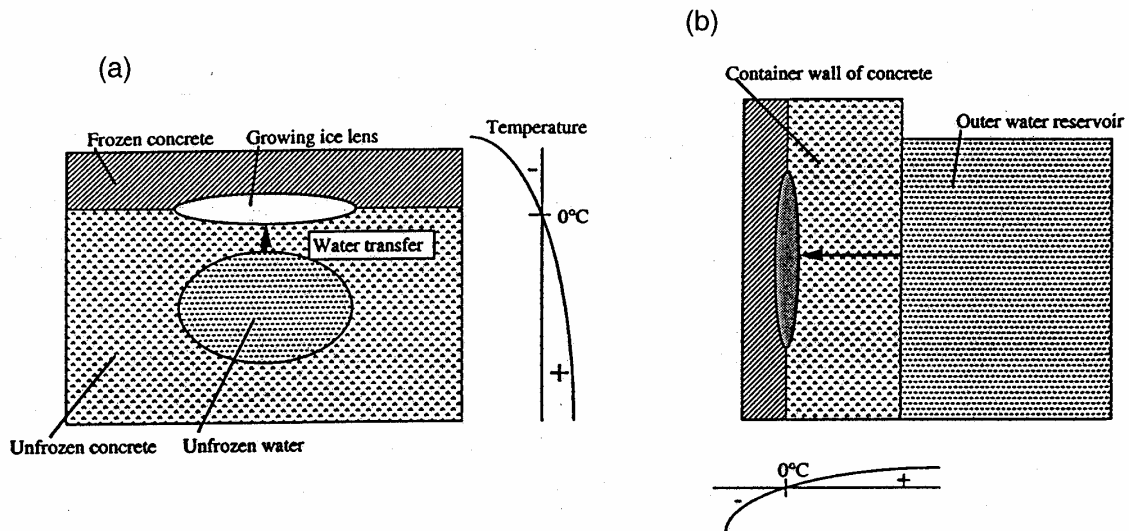 (a)
Frozen concrete
Growing ice lens
Temperature
-
0°C
Water transfer
+
Unfrozen concrete
Unfrozen water
(b)
Container wall of concrete
Outer water reservoir
0°C
-
+